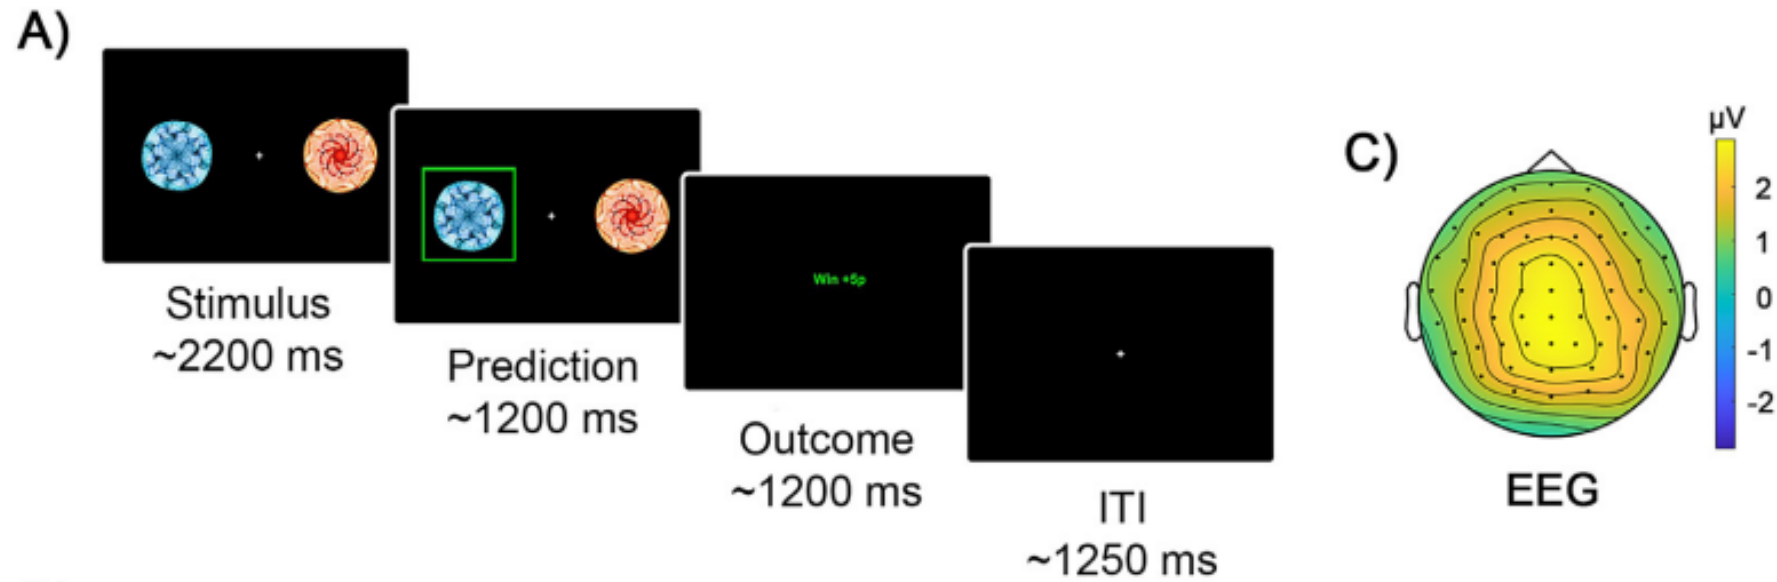 A)
Stimulus
~2200 ms
Prediction
~1200 ms
Win +5p
Outcome
~1200 ms
ITI
~1250 ms
C)
µV
2
1
0
-1
-2
EEG